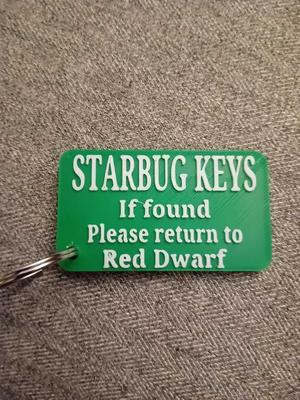 STARBUG KEYS
If found
Please return to
Red Dwarf